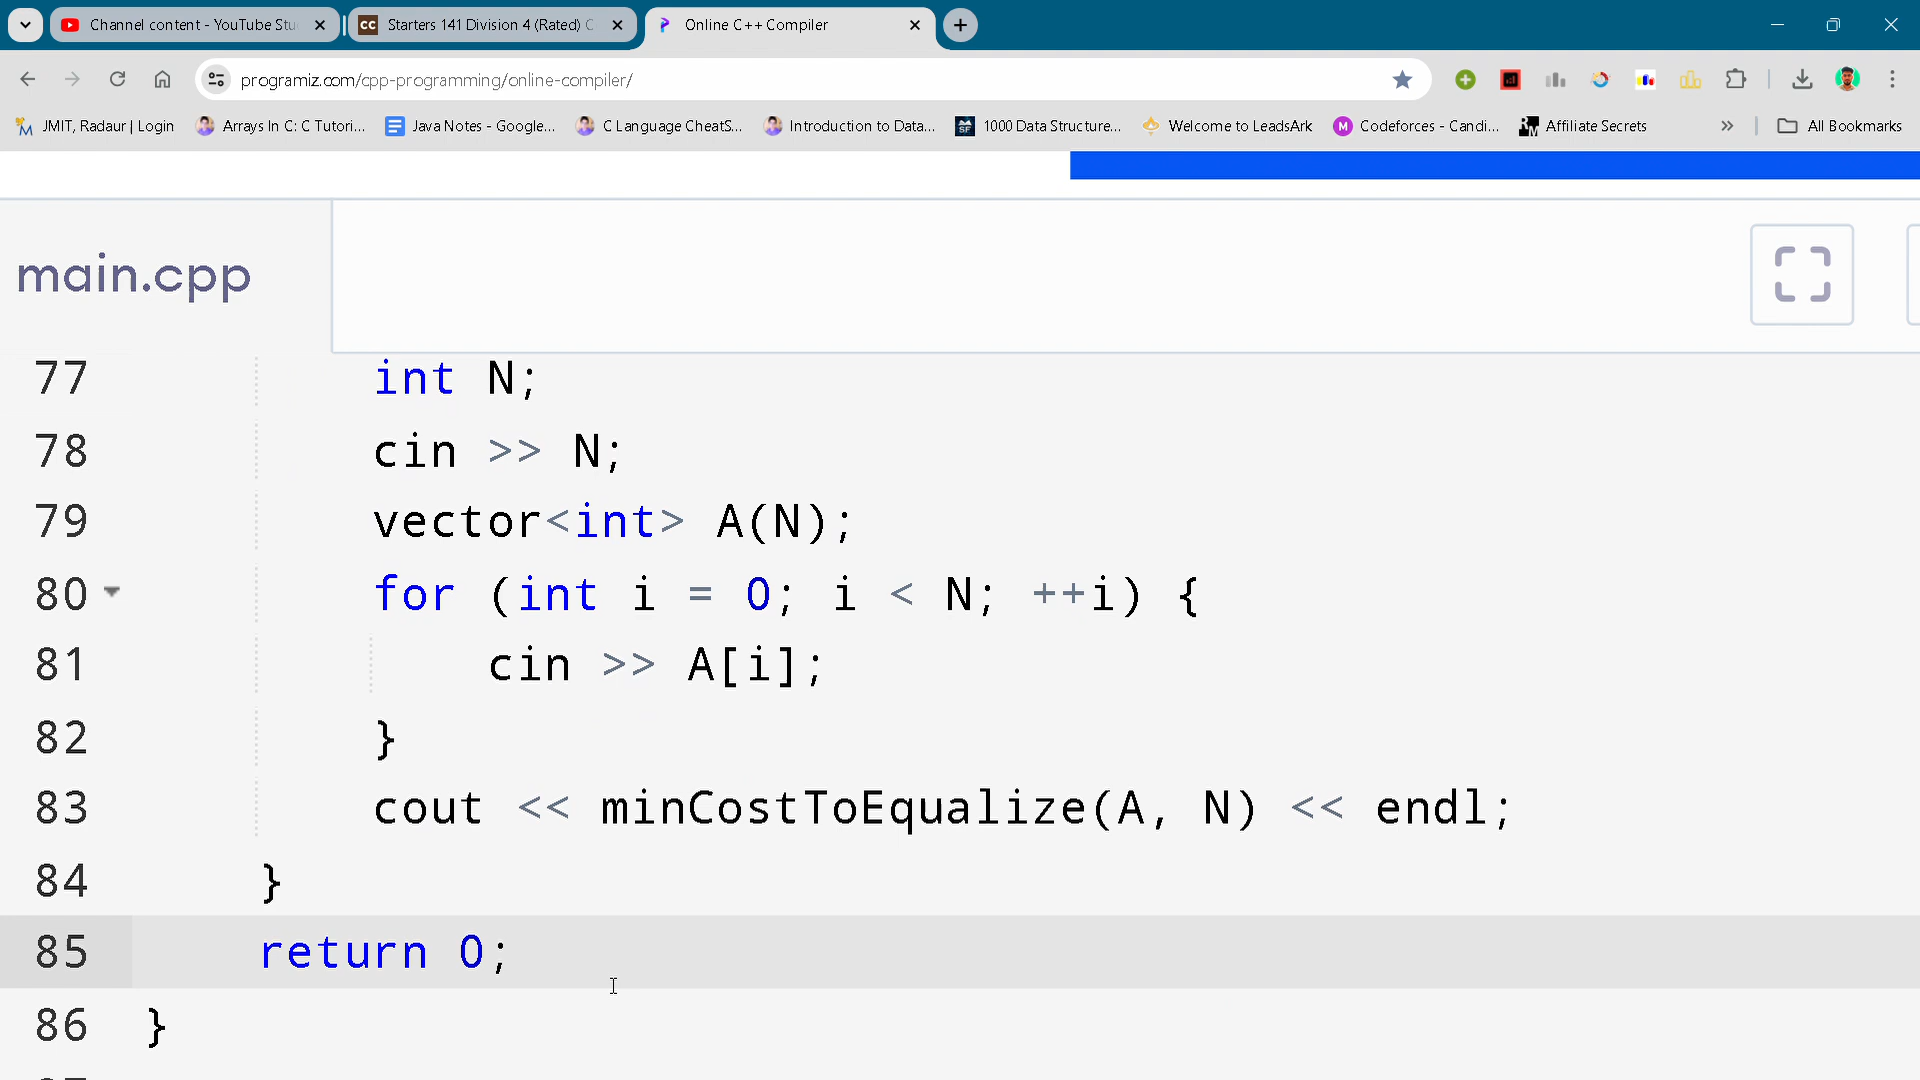 Channel content - YouTube Stu
Starters 141 Division 4 (Rated) C
Online C++ Compiler
programiz.com/cpp-programming/online-compiler/
JMIT, Radaur | Login
Arrays In C: C Tutori...
Java Notes - Google...
C Language CheatS...
Introduction to Data...
1000 Data Structure...
Welcome to LeadsArk
Codeforces - Candi...
Affiliate Secrets
All Bookmarks
main.cpp
77 int N;
78 cin >> N;
79 vector<int> A(N);
80 for (int i = 0; i < N; ++i) {
81 cin >> A[i];
82 }
83 cout << minCostToEqualize(A, N) << endl;
84 }
85 return 0;
86 }